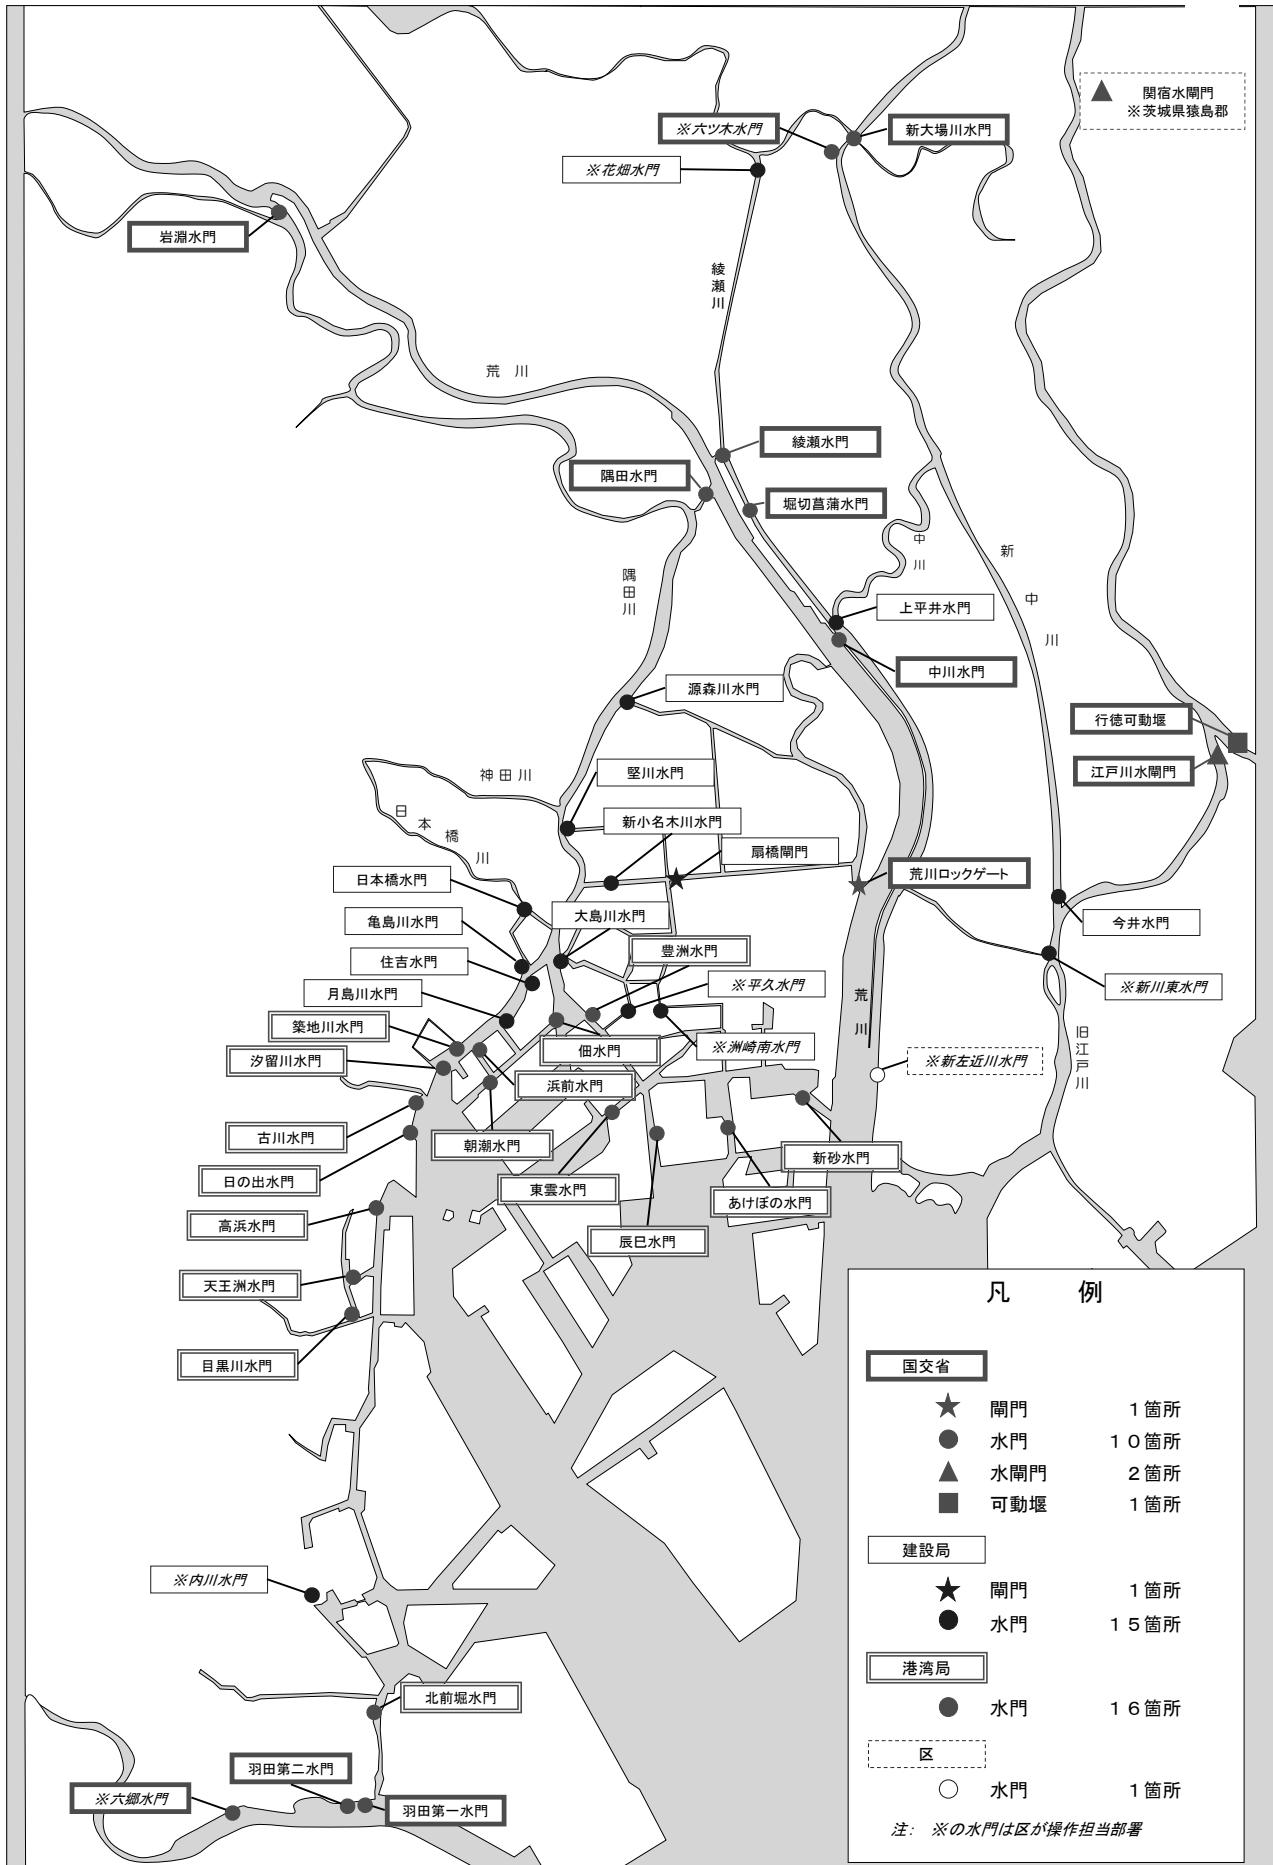 関宿水閘門
※茨城県猿島郡
※六ツ木水門
新大場川水門
※花畑水門
岩淵水門
綾瀬川
荒川
綾瀬水門
隅田水門
堀切菖蒲水門
中川
新中川
隅田川
上平井水門
中川水門
源森川水門
行徳可動堰
江戸川水閘門
神田川
竪川水門
日本橋川
新小名木川水門
扇橋閘門
荒川ロックゲート
日本橋水門
大島川水門
亀島川水門
今井水門
豊洲水門
住吉水門
※平久水門
※新川東水門
月島川水門
荒川
築地川水門
佃水門
※洲崎南水門
旧江戸川
汐留川水門
※新左近川水門
浜前水門
古川水門
朝潮水門
新砂水門
日の出水門
東雲水門
あけぼの水門
高浜水門
辰巳水門
天王洲水門
目黒川水門
※内川水門
北前堀水門
羽田第二水門
※六郷水門
羽田第一水門
凡　例
国交省
閘門　１箇所
水門　１０箇所
水閘門　２箇所
可動堰　１箇所
建設局
閘門　１箇所
水門　１５箇所
港湾局
水門　１６箇所
区
水門　１箇所
注：　※の水門は区が操作担当部署